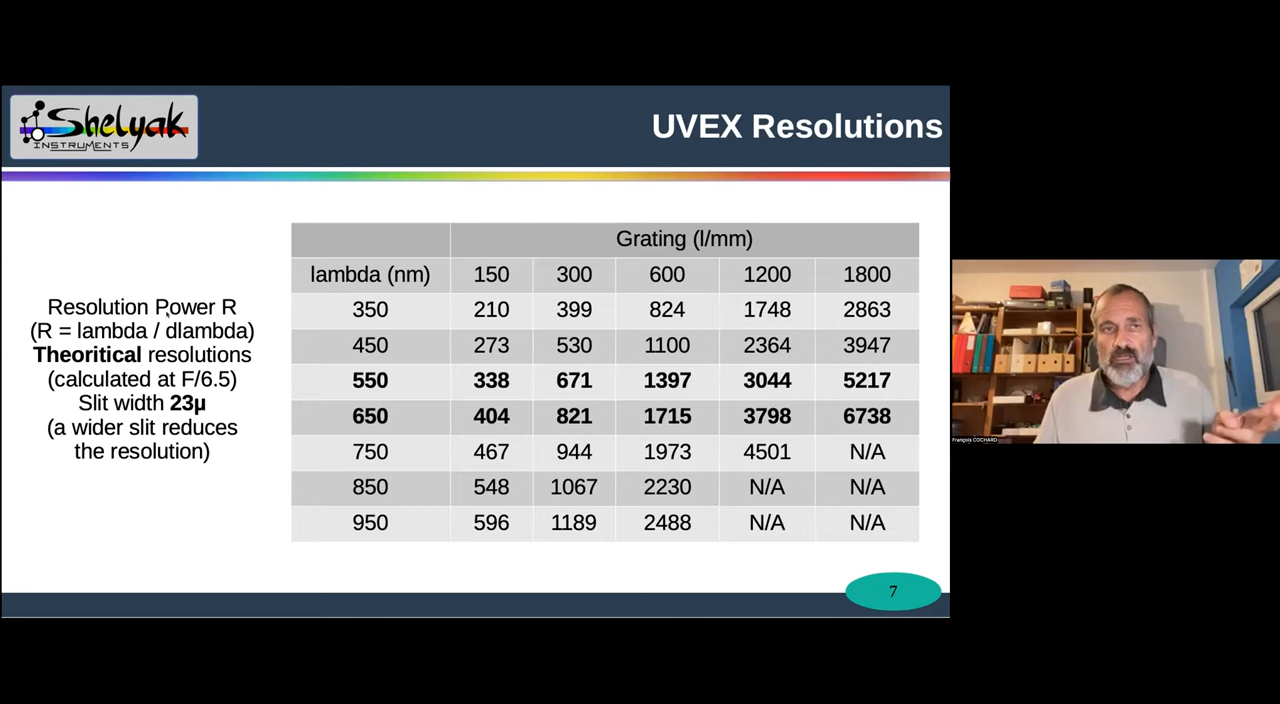 Shelyak
INSTRUMENTS
UVEX Resolutions
Resolution Power R
(R = lambda / dlambda)
Theoritical resolutions
(calculated at F/6.5)
Slit width 23µ
(a wider slit reduces
the resolution)
Grating (l/mm)
lambda (nm) 150 300 600 1200 1800
350 210 399 824 1748 2863
450 273 530 1100 2364 3947
550 338 671 1397 3044 5217
650 404 821 1715 3798 6738
750 467 944 1973 4501 N/A
850 548 1067 2230 N/A N/A
950 596 1189 2488 N/A N/A
7
François COCHARD